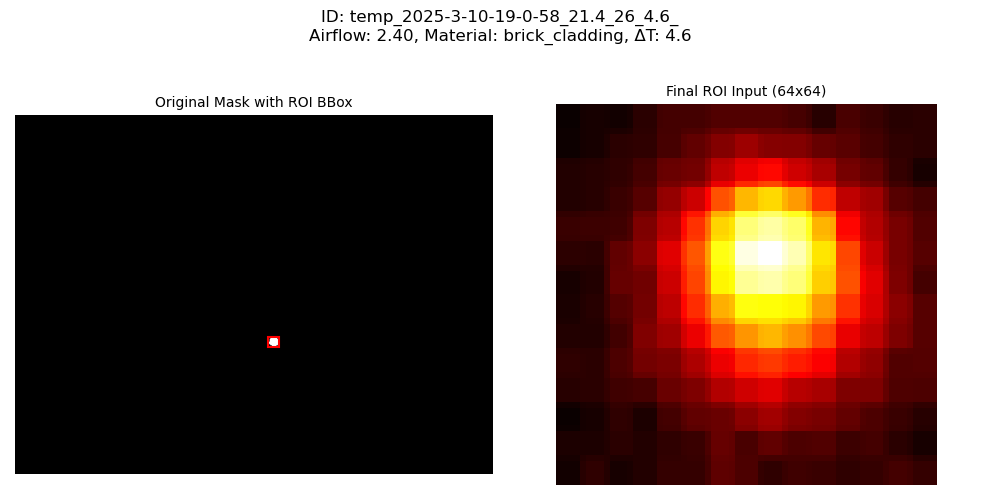 ID: temp_2025-3-10-19-0-58_21.4_26_4.6_
Airflow: 2.40, Material: brick_cladding, ΔT: 4.6
Original Mask with ROI BBox
Final ROI Input (64x64)